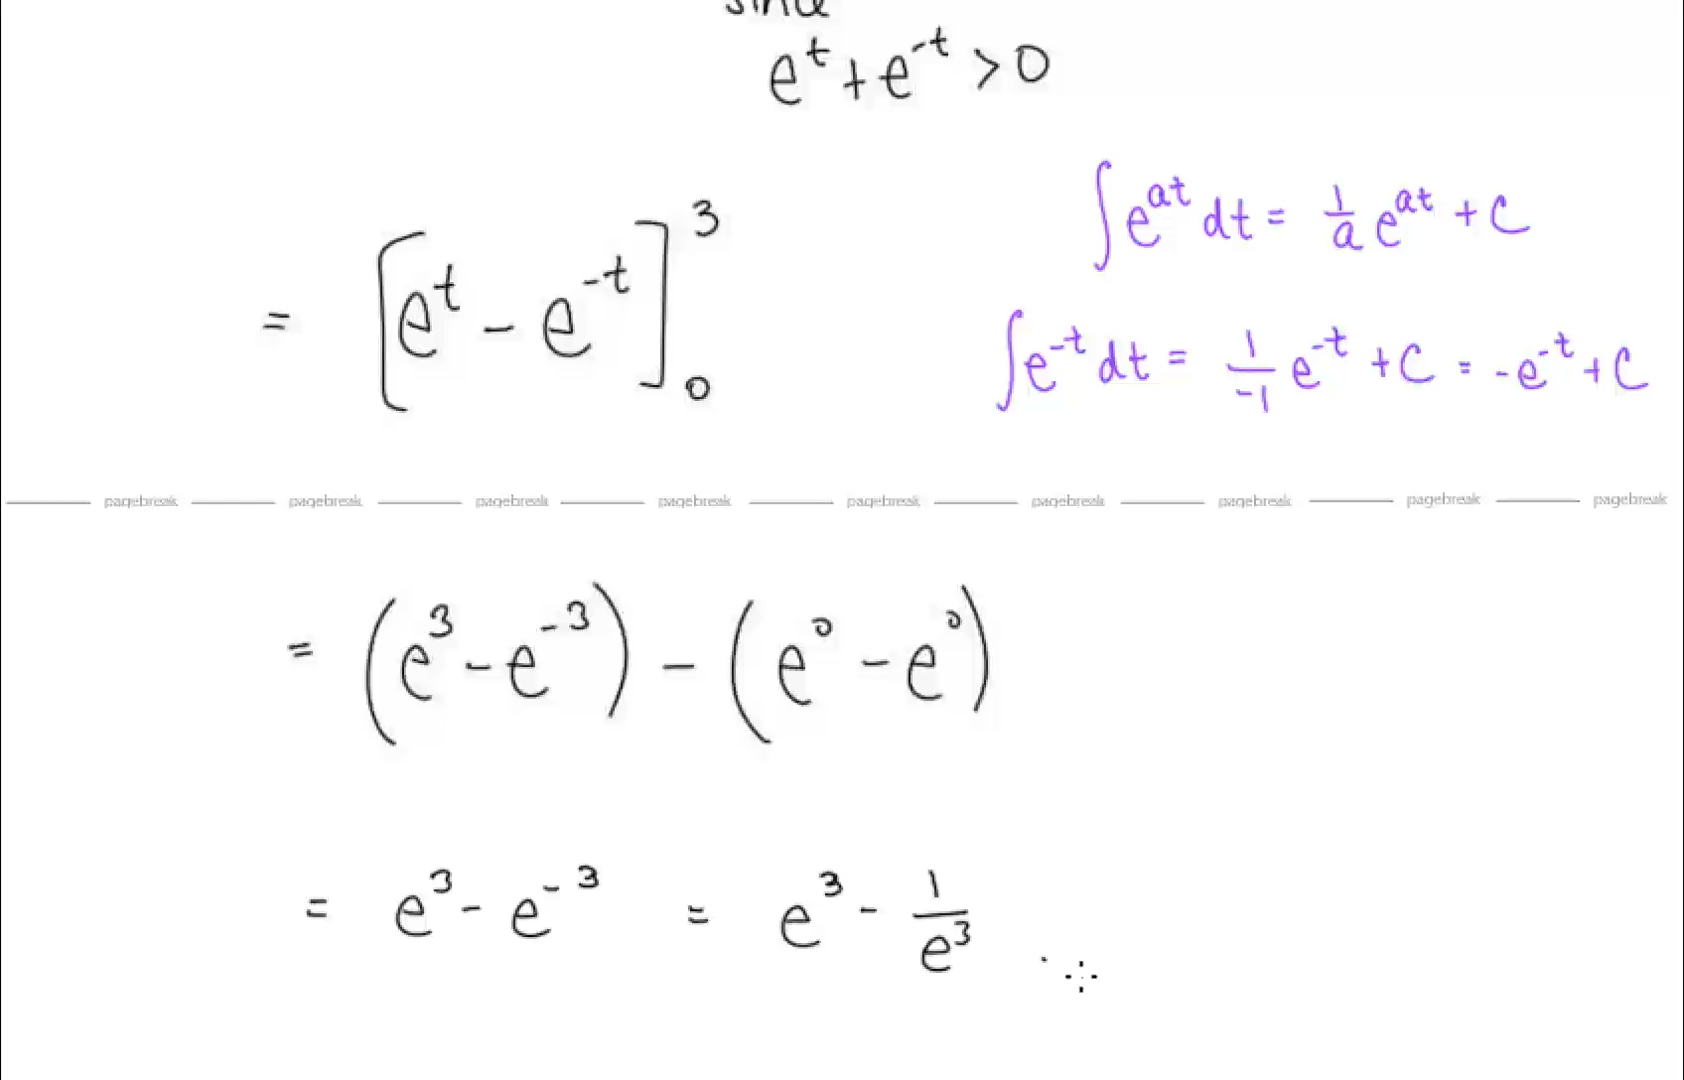 since
e^t + e^-t > 0
= [e^t - e^-t]_0^3
∫e^at dt = 1/a e^at + C
∫e^-t dt = 1/-1 e^-t + C = -e^-t + C
pagebreak pagebreak pagebreak pagebreak pagebreak pagebreak pagebreak pagebreak pagebreak
= (e^3 - e^-3) - (e^0 - e^0)
= e^3 - e^-3 = e^3 - 1/e^3 .